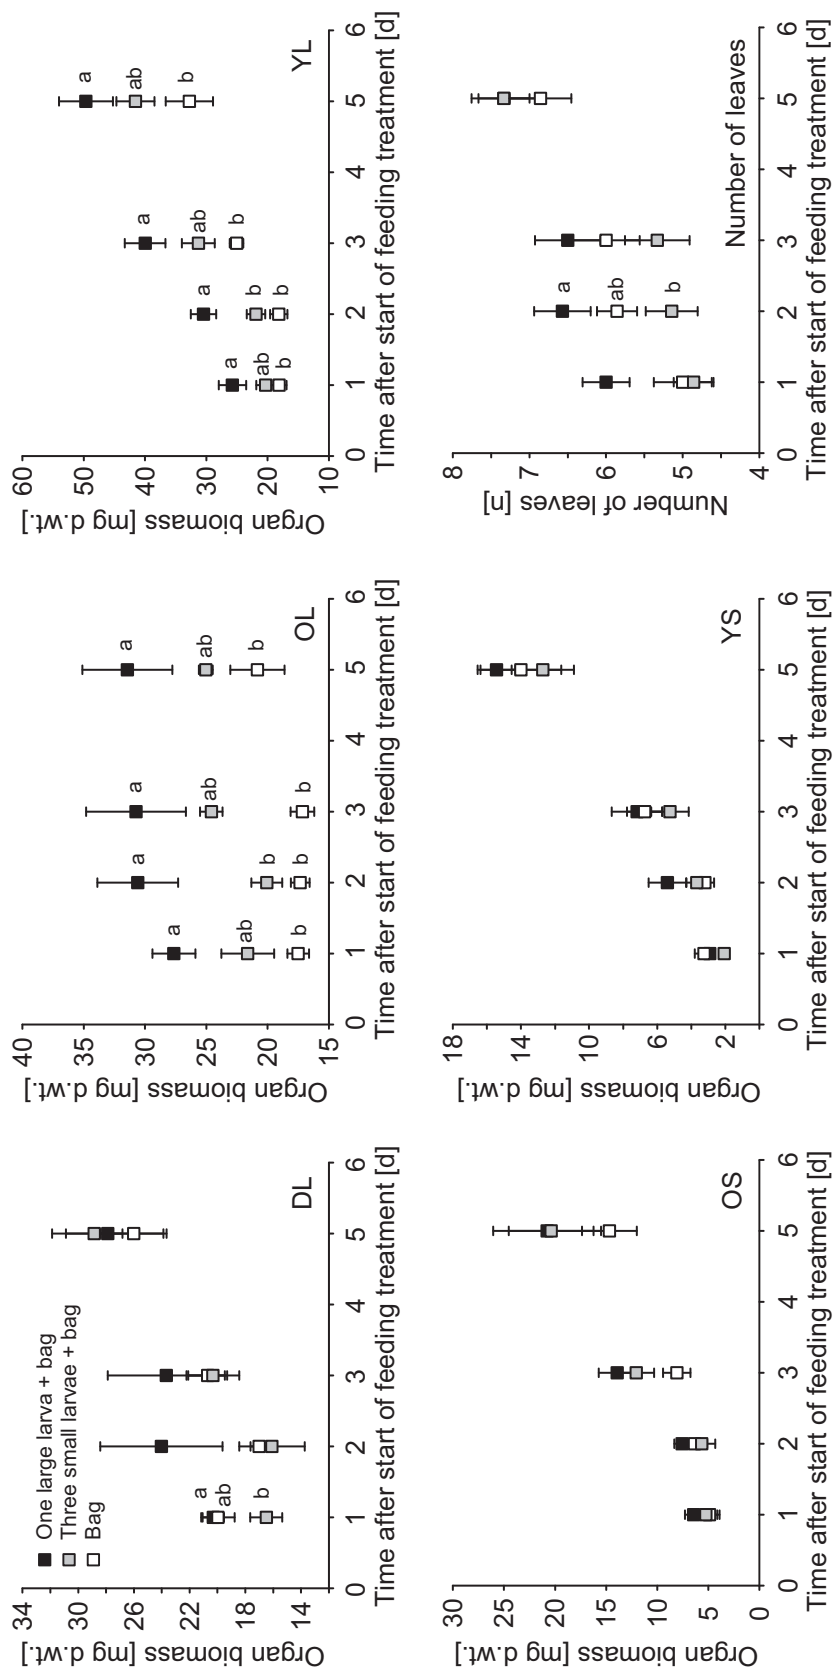 Organ biomass [mg d.wt.]
34
28
22
16
One large larva + bag
Three small larvae + bag
Bag
DL
a
ab
b
0 1 2 3 4 5 6
Time after start of feeding treatment [d]
Organ biomass [mg d.wt.]
40
35
30
25
20
15
OL
a
ab
b
a
b
b
a
ab
b
a
ab
b
0 1 2 3 4 5 6
Time after start of feeding treatment [d]
Organ biomass [mg d.wt.]
60
50
40
30
20
10
YL
a
ab
b
a
b
b
a
ab
b
a
ab
b
0 1 2 3 4 5 6
Time after start of feeding treatment [d]
Organ biomass [mg d.wt.]
30
25
20
15
10
5
0
OS
0 1 2 3 4 5 6
Time after start of feeding treatment [d]
Organ biomass [mg d.wt.]
18
14
10
6
2
YS
0 1 2 3 4 5 6
Time after start of feeding treatment [d]
Number of leaves [n]
8
7
6
5
4
a
ab
b
Number of leaves
0 1 2 3 4 5 6
Time after start of feeding treatment [d]